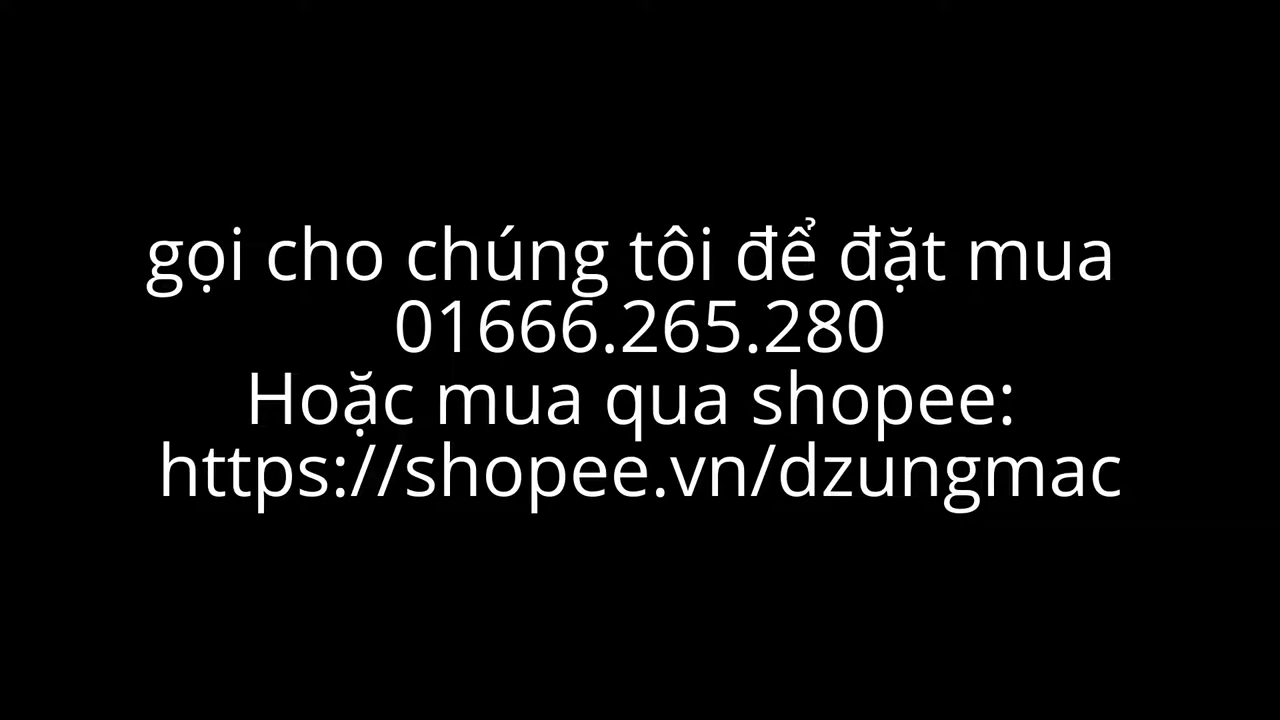 gọi cho chúng tôi để đặt mua
01666.265.280
Hoặc mua qua shopee:
https://shopee.vn/dzungmac